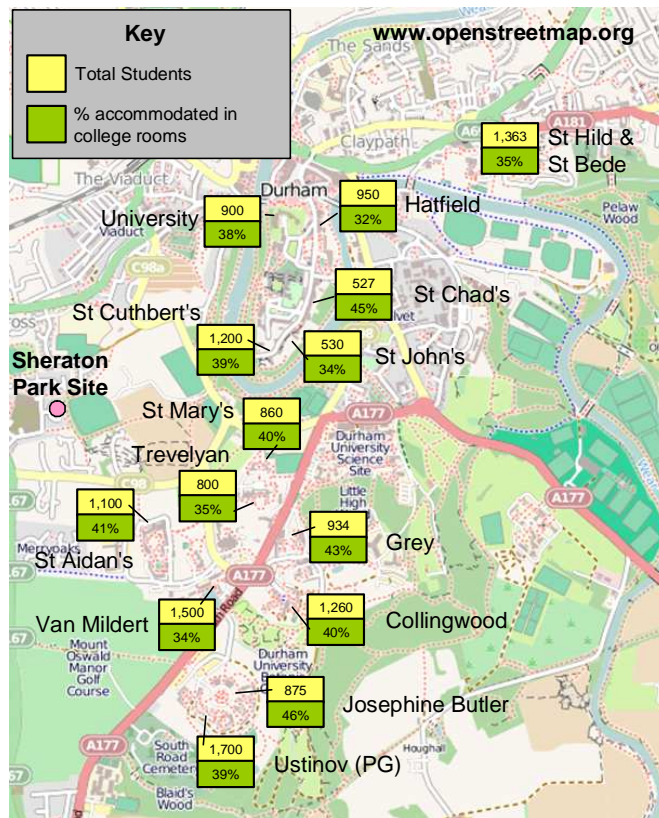 Key
Total Students
% accommodated in
college rooms
www.openstreetmap.org
The Sands
A181
1,363
35%
St Hild &
St Bede
Claypath
The Viaduct
Viaduct
Durham
Pelaw
Wood
University
900
38%
950
32%
Hatfield
C98a
527
45%
St Chad's
St Cuthbert's
1,200
39%
530
34%
St John's
Sheraton
Park Site
St Mary's
860
40%
A177
Trevelyan
Durham
University
Science
Site
C98
800
35%
Little
High
A177
1,100
41%
934
43%
Grey
Merryoaks
St Aidan's
A177
Van Mildert
1,500
34%
Road
1,260
40%
Collingwood
Mount
Oswald
Manor
Golf
Course
Durham
University
875
46%
Josephine Butler
A177
South
Road
Cemetery
1,700
39%
Ustinov (PG)
Houghall
Blaid's
Wood